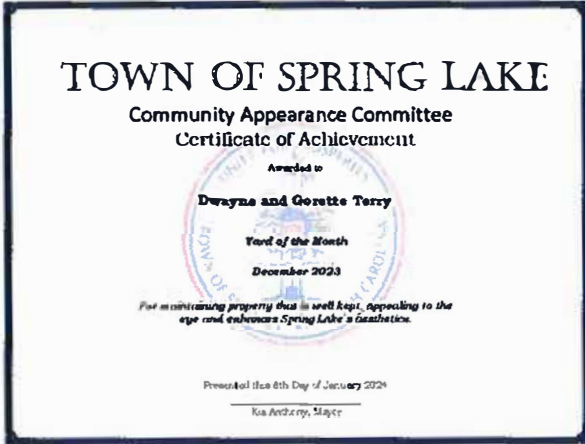 TOWN OF SPRING LAKE
Community Appearance Committee
Certificate of Achievement
Awarded to
Dwayne and Gorette Terry
Yard of the Month
December 2023
For maintaining property that is well kept, appealing to the
eye and enhances Spring Lake's aesthetics.
Presented this 8th Day of January 2024
Kia Anthony, Mayor